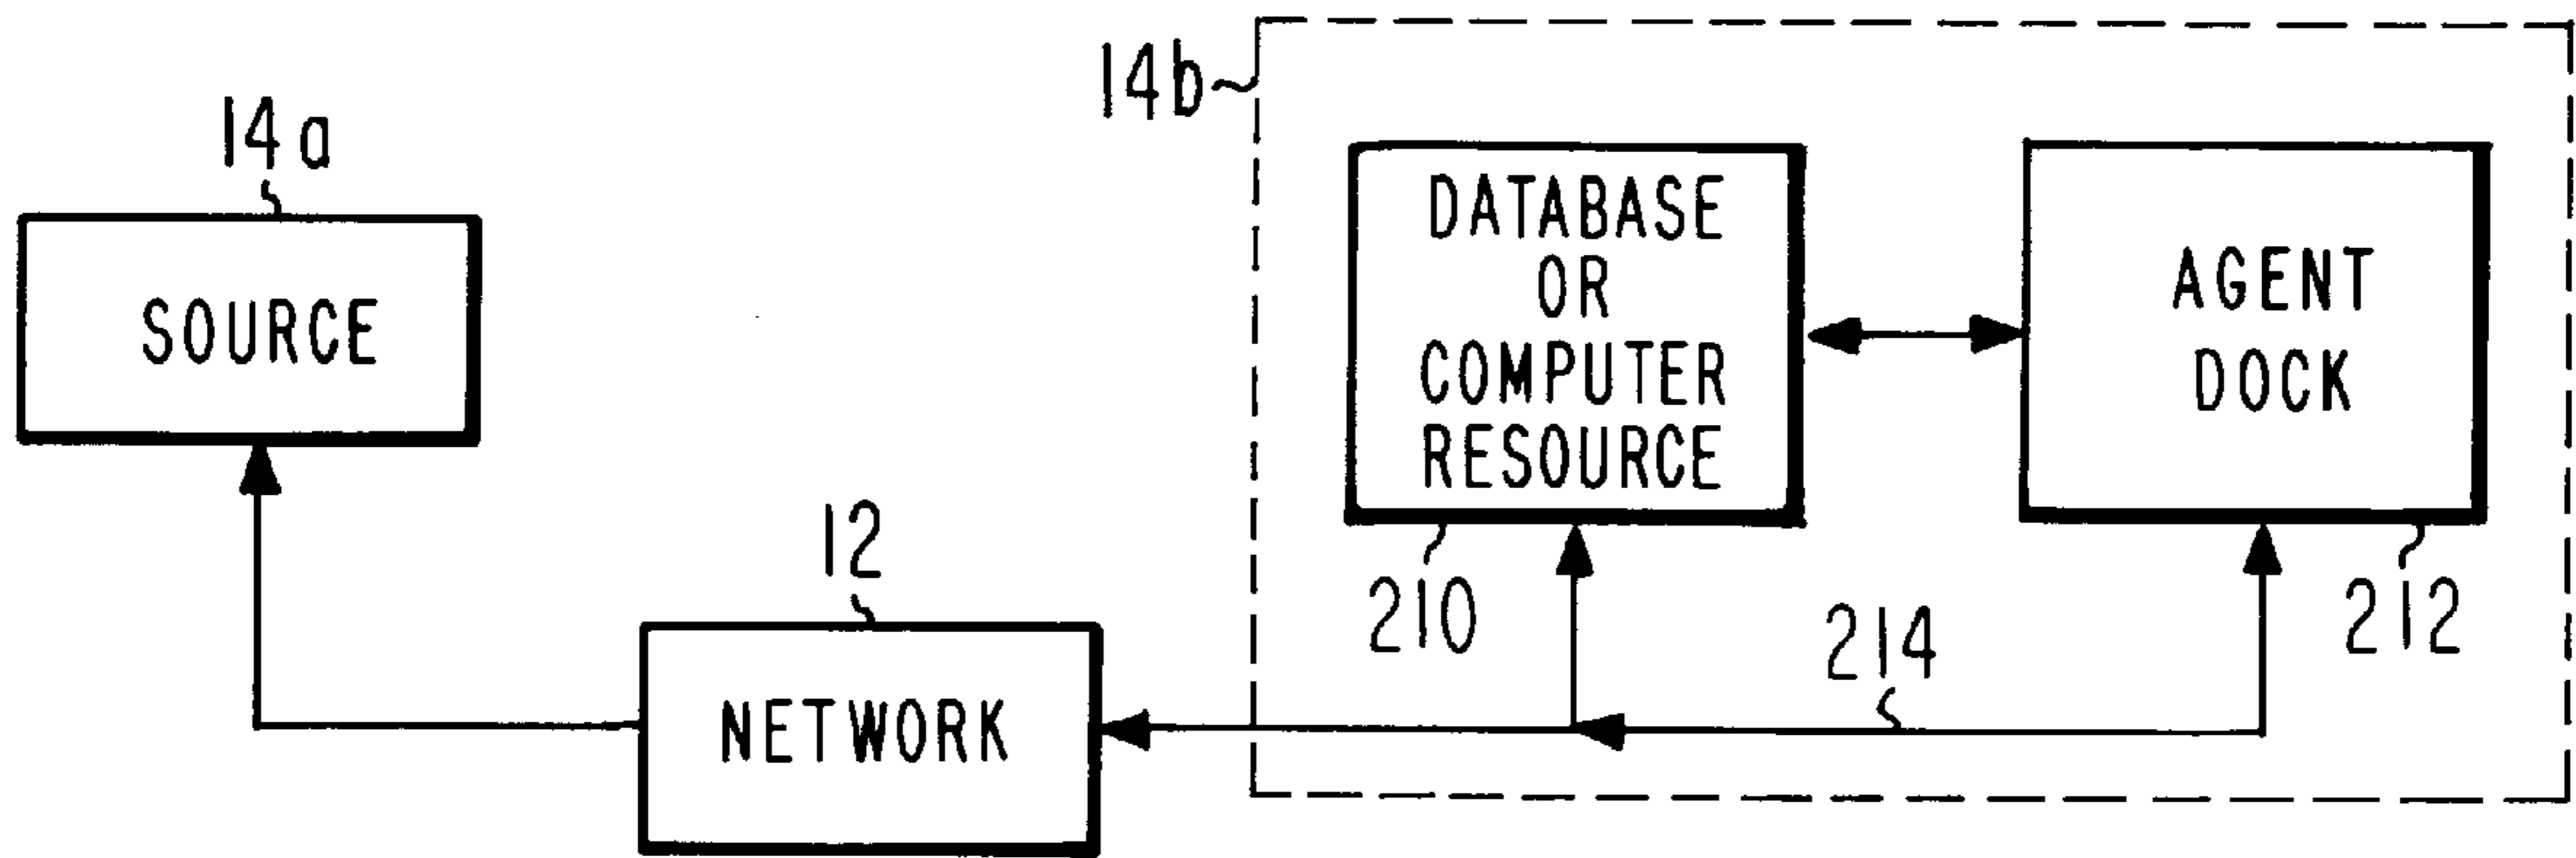 14b
14a
DATABASE
OR
COMPUTER
RESOURCE
AGENT
DOCK
SOURCE
12
210
214
212
NETWORK